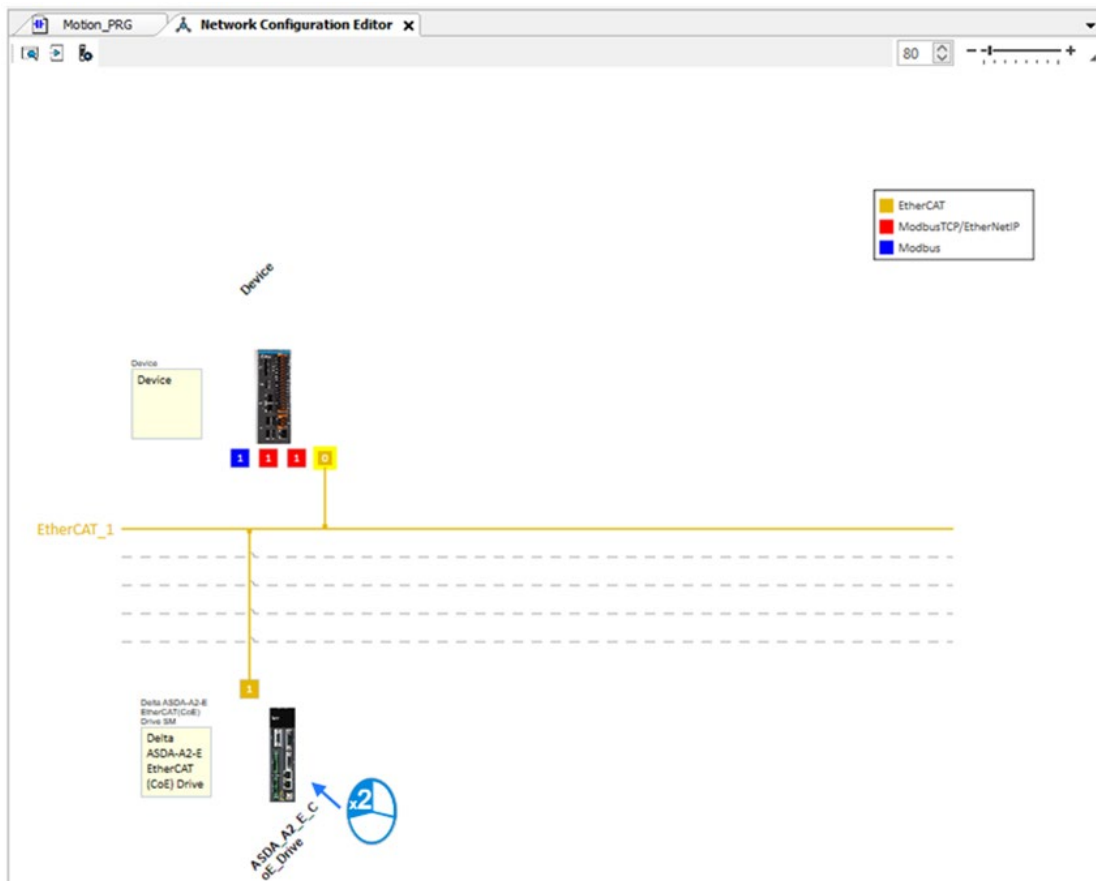 Motion_PRG
Network Configuration Editor
80
EtherCAT
ModbusTCP/EtherNetIP
Modbus
Device
Device
Device
1 1 1 0
EtherCAT_1
1
Delta ASDA-A2-E
EtherCAT(CoE)
Drive SM
Delta
ASDA-A2-E
EtherCAT
(CoE) Drive
x2
ASDA_A2_E_C
oE_Drive